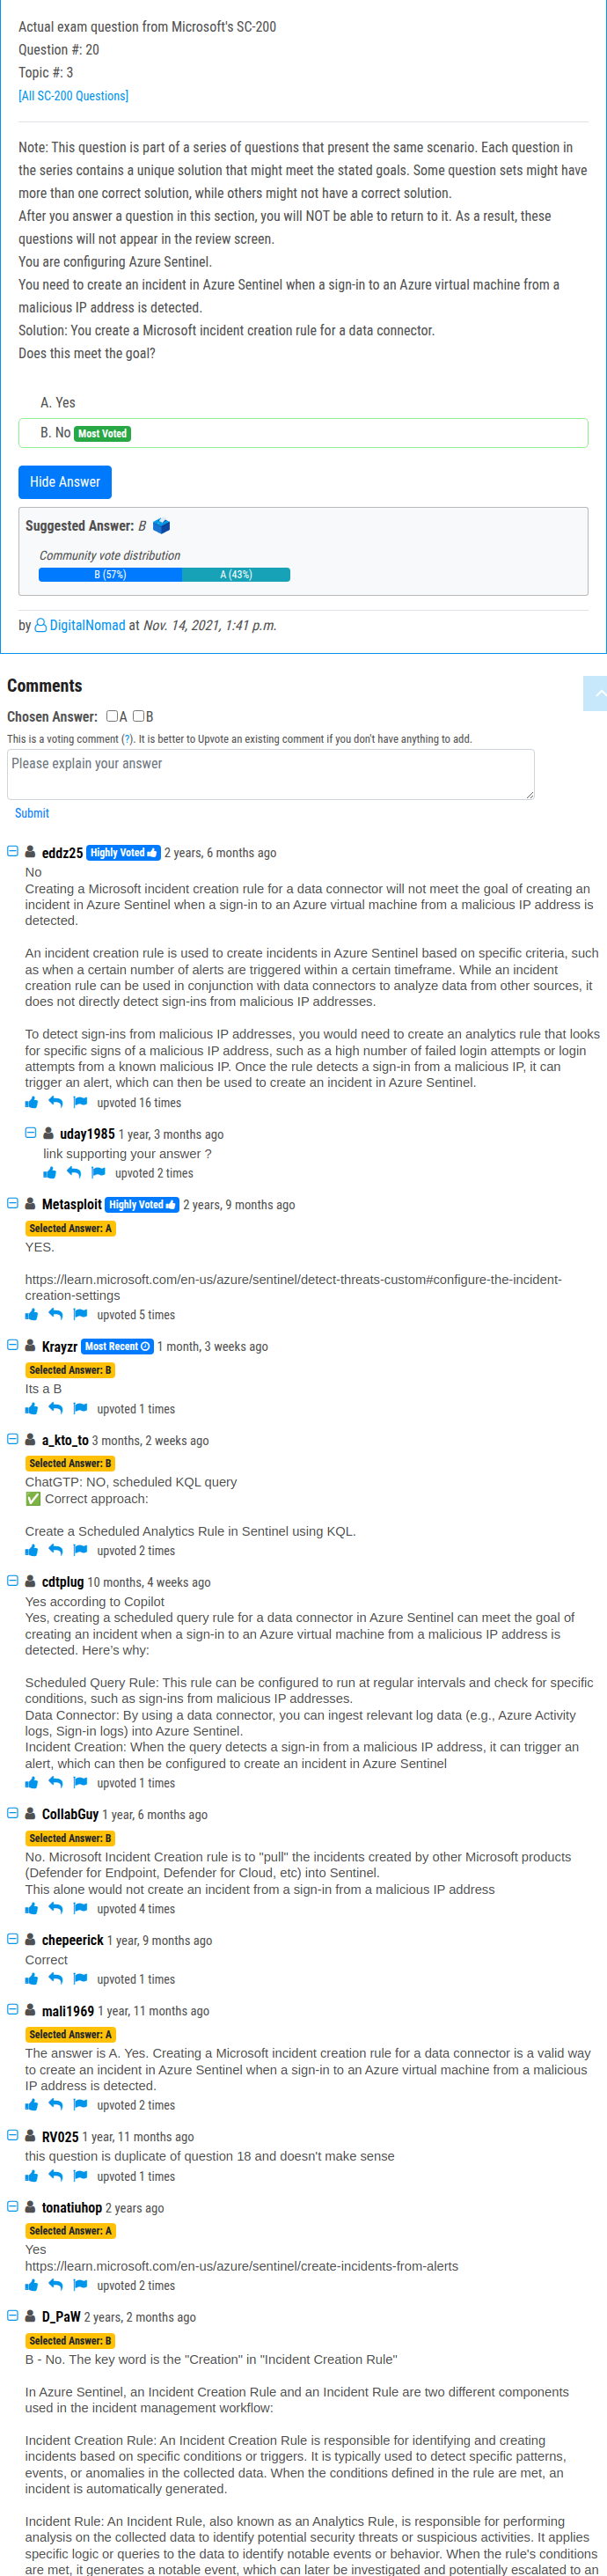 Actual exam question from Microsoft's SC-200
Question #: 20
Topic #: 3
[All SC-200 Questions]
Note: This question is part of a series of questions that present the same scenario. Each question in
the series contains a unique solution that might meet the stated goals. Some question sets might have
more than one correct solution, while others might not have a correct solution.
After you answer a question in this section, you will NOT be able to return to it. As a result, these
questions will not appear in the review screen.
You are configuring Azure Sentinel.
You need to create an incident in Azure Sentinel when a sign-in to an Azure virtual machine from a
malicious IP address is detected.
Solution: You create a Microsoft incident creation rule for a data connector.
Does this meet the goal?
A. Yes
B. No Most Voted
Hide Answer
Suggested Answer: B
Community vote distribution
B (57%) A (43%)
by DigitalNomad at Nov. 14, 2021, 1:41 p.m.
Comments
Chosen Answer: A B
This is a voting comment (?). It is better to Upvote an existing comment if you don't have anything to add.
Please explain your answer
Submit
eddz25 Highly Voted 2 years, 6 months ago
No
Creating a Microsoft incident creation rule for a data connector will not meet the goal of creating an
incident in Azure Sentinel when a sign-in to an Azure virtual machine from a malicious IP address is
detected.
An incident creation rule is used to create incidents in Azure Sentinel based on specific criteria, such
as when a certain number of alerts are triggered within a certain timeframe. While an incident
creation rule can be used in conjunction with data connectors to analyze data from other sources, it
does not directly detect sign-ins from malicious IP addresses.
To detect sign-ins from malicious IP addresses, you would need to create an analytics rule that looks
for specific signs of a malicious IP address, such as a high number of failed login attempts or login
attempts from a known malicious IP. Once the rule detects a sign-in from a malicious IP, it can
trigger an alert, which can then be used to create an incident in Azure Sentinel.
upvoted 16 times
uday1985 1 year, 3 months ago
link supporting your answer ?
upvoted 2 times
Metasploit Highly Voted 2 years, 9 months ago
Selected Answer: A
YES.
https://learn.microsoft.com/en-us/azure/sentinel/detect-threats-custom#configure-the-incident-
creation-settings
upvoted 5 times
Krayzr Most Recent 1 month, 3 weeks ago
Selected Answer: B
Its a B
upvoted 1 times
a_kto_to 3 months, 2 weeks ago
Selected Answer: B
ChatGTP: NO, scheduled KQL query
✅ Correct approach:
Create a Scheduled Analytics Rule in Sentinel using KQL.
upvoted 2 times
cdtplug 10 months, 4 weeks ago
Yes according to Copilot
Yes, creating a scheduled query rule for a data connector in Azure Sentinel can meet the goal of
creating an incident when a sign-in to an Azure virtual machine from a malicious IP address is
detected. Here's why:
Scheduled Query Rule: This rule can be configured to run at regular intervals and check for specific
conditions, such as sign-ins from malicious IP addresses.
Data Connector: By using a data connector, you can ingest relevant log data (e.g., Azure Activity
logs, Sign-in logs) into Azure Sentinel.
Incident Creation: When the query detects a sign-in from a malicious IP address, it can trigger an
alert, which can then be configured to create an incident in Azure Sentinel
upvoted 1 times
CollabGuy 1 year, 6 months ago
Selected Answer: B
No. Microsoft Incident Creation rule is to "pull" the incidents created by other Microsoft products
(Defender for Endpoint, Defender for Cloud, etc) into Sentinel.
This alone would not create an incident from a sign-in from a malicious IP address
upvoted 4 times
chepeerick 1 year, 9 months ago
Correct
upvoted 1 times
mali1969 1 year, 11 months ago
Selected Answer: A
The answer is A. Yes. Creating a Microsoft incident creation rule for a data connector is a valid way
to create an incident in Azure Sentinel when a sign-in to an Azure virtual machine from a malicious
IP address is detected.
upvoted 2 times
RV025 1 year, 11 months ago
this question is duplicate of question 18 and doesn't make sense
upvoted 1 times
tonatiuhop 2 years ago
Selected Answer: A
Yes
https://learn.microsoft.com/en-us/azure/sentinel/create-incidents-from-alerts
upvoted 2 times
D_PaW 2 years, 2 months ago
Selected Answer: B
B - No. The key word is the "Creation" in "Incident Creation Rule"
In Azure Sentinel, an Incident Creation Rule and an Incident Rule are two different components
used in the incident management workflow:
Incident Creation Rule: An Incident Creation Rule is responsible for identifying and creating
incidents based on specific conditions or triggers. It is typically used to detect specific patterns,
events, or anomalies in the collected data. When the conditions defined in the rule are met, an
incident is automatically generated.
Incident Rule: An Incident Rule, also known as an Analytics Rule, is responsible for performing
analysis on the collected data to identify potential security threats or suspicious activities. It applies
specific logic or queries to the data to identify notable events or behavior. When the rule's conditions
are met, it generates a notable event, which can later be investigated and potentially escalated to an